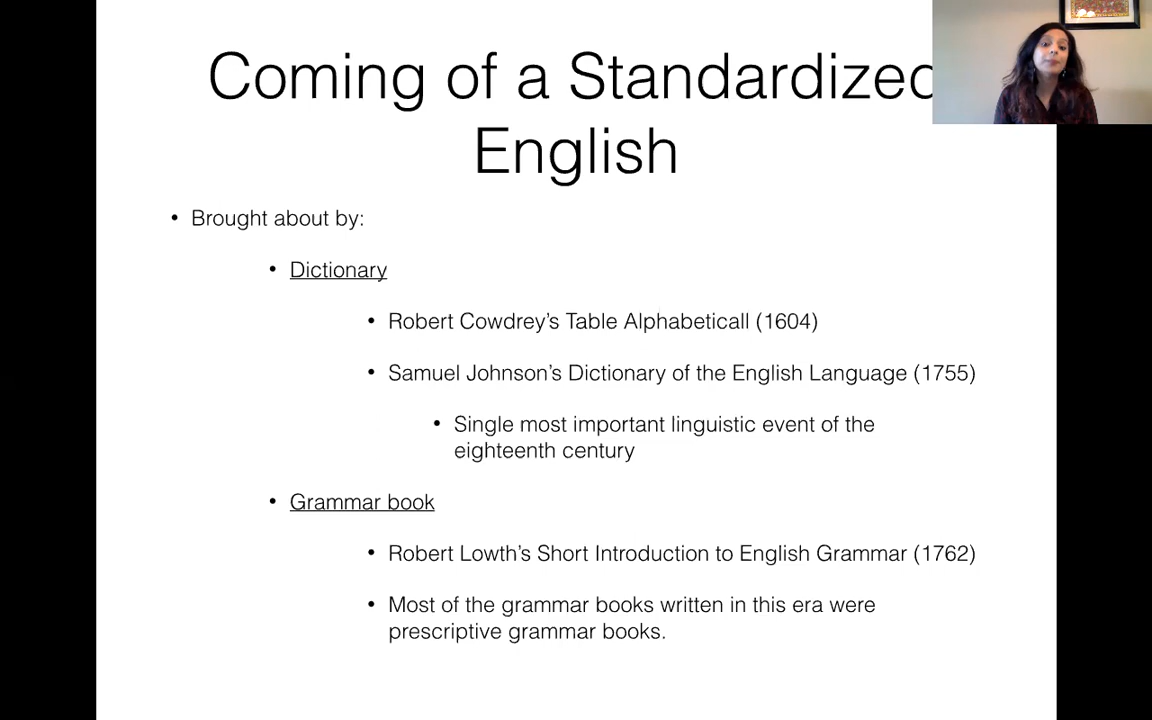 Coming of a Standardized
English
• Brought about by:
• Dictionary
• Robert Cowdrey's Table Alphabeticall (1604)
• Samuel Johnson's Dictionary of the English Language (1755)
• Single most important linguistic event of the
eighteenth century
• Grammar book
• Robert Lowth's Short Introduction to English Grammar (1762)
• Most of the grammar books written in this era were
prescriptive grammar books.